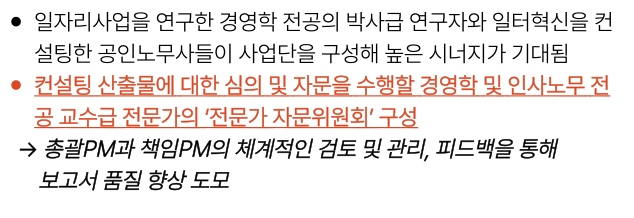 ● 일자리사업을 연구한 경영학 전공의 박사급 연구자와 일터혁신을 컨
설팅한 공인노무사들이 사업단을 구성해 높은 시너지가 기대됨
● 컨설팅 산출물에 대한 심의 및 자문을 수행할 경영학 및 인사노무 전
공 교수급 전문가의 ‘전문가 자문위원회’ 구성
→ 총괄PM과 책임PM의 체계적인 검토 및 관리, 피드백을 통해
보고서 품질 향상 도모